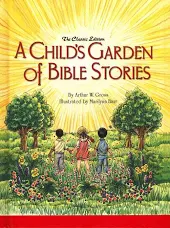 The Classic Edition
A CHILD'S GARDEN
OF BIBLE STORIES
By Arthur W. Gross
Illustrated by Marilynn Barr